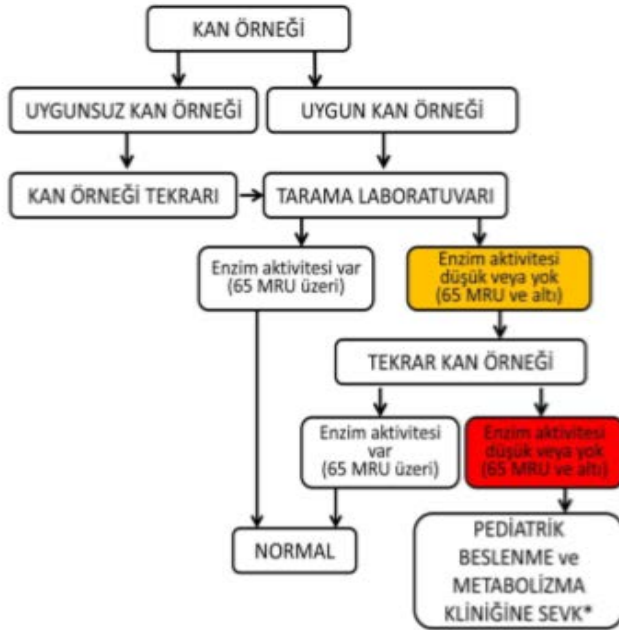 KAN ÖRNEĞİ
UYGUNSUZ KAN ÖRNEĞİ
UYGUN KAN ÖRNEĞİ
KAN ÖRNEĞİ TEKRARI
TARAMA LABORATUVARI
Enzim aktivitesi var
(65 MRU üzeri)
Enzim aktivitesi
düşük veya yok
(65 MRU ve altı)
TEKRAR KAN ÖRNEĞİ
Enzim aktivitesi
var
(65 MRU üzeri)
Enzim aktivitesi
düşük veya yok
(65 MRU ve altı)
NORMAL
PEDİATRİK
BESLENME ve
METABOLİZMA
KLİNİĞİNE SEVK*